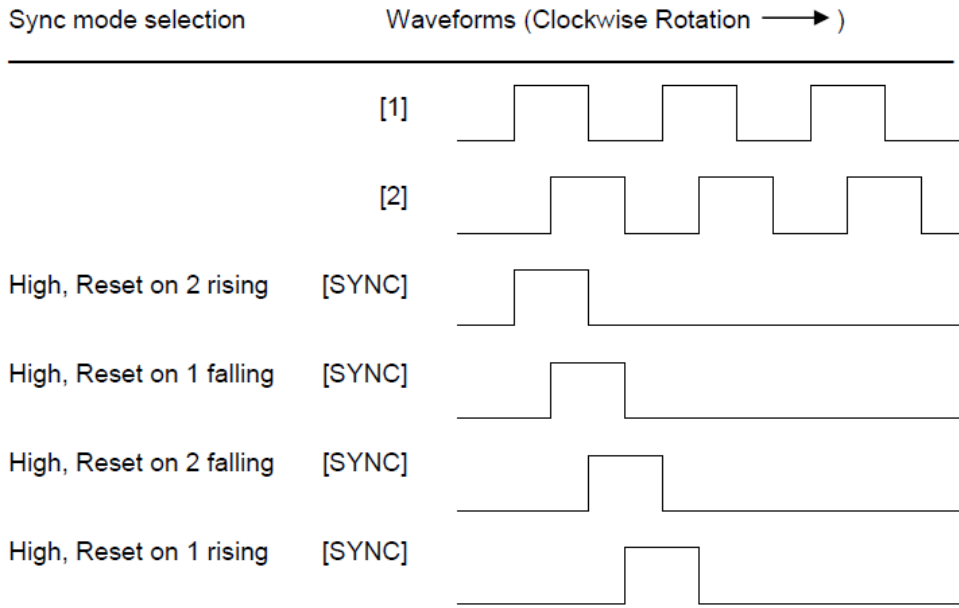 Sync mode selection Waveforms (Clockwise Rotation ⟶ )
[1]
[2]
High, Reset on 2 rising [SYNC]
High, Reset on 1 falling [SYNC]
High, Reset on 2 falling [SYNC]
High, Reset on 1 rising [SYNC]